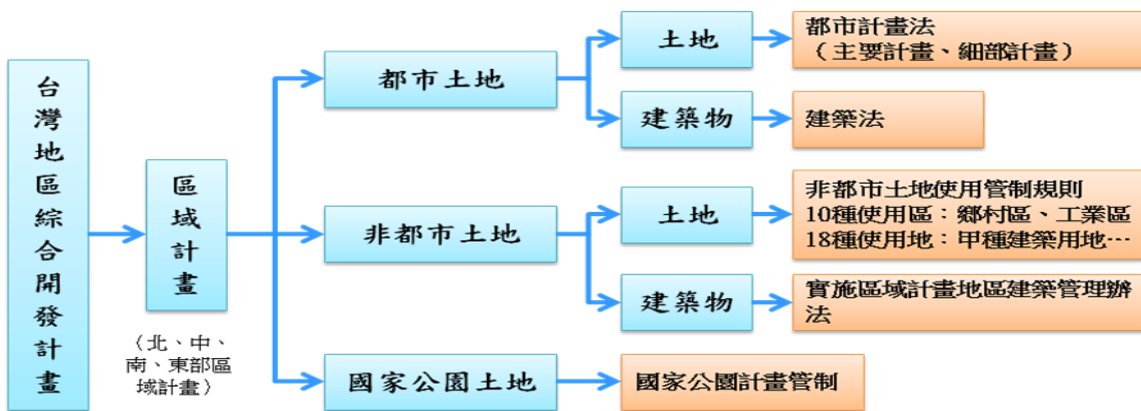 台灣地區綜合開發計畫
區域計畫
（北、中、
南、東部區
域計畫）
都市土地
土地
都市計畫法
（主要計畫、細部計畫）
建築物
建築法
非都市土地
土地
非都市土地使用管制規則
10種使用區：鄉村區、工業區
18種使用地：甲種建築用地…
建築物
實施區域計畫地區建築管理辦
法
國家公園土地
國家公園計畫管制